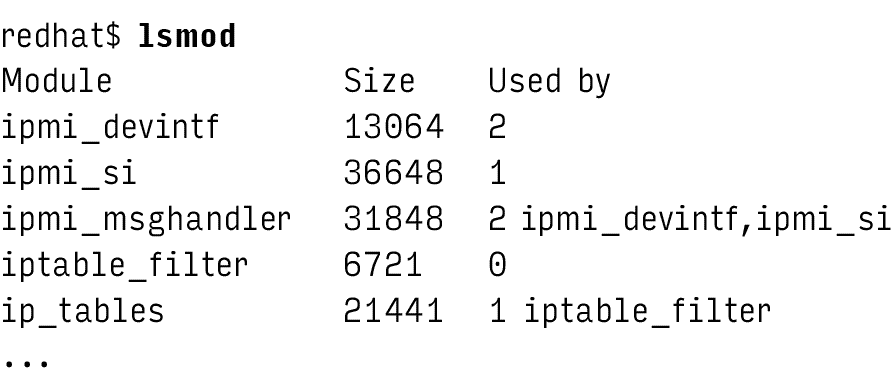 redhat$ lsmod
Module Size Used by
ipmi_devintf 13064 2
ipmi_si 36648 1
ipmi_msghandler 31848 2 ipmi_devintf,ipmi_si
iptable_filter 6721 0
ip_tables 21441 1 iptable_filter
...